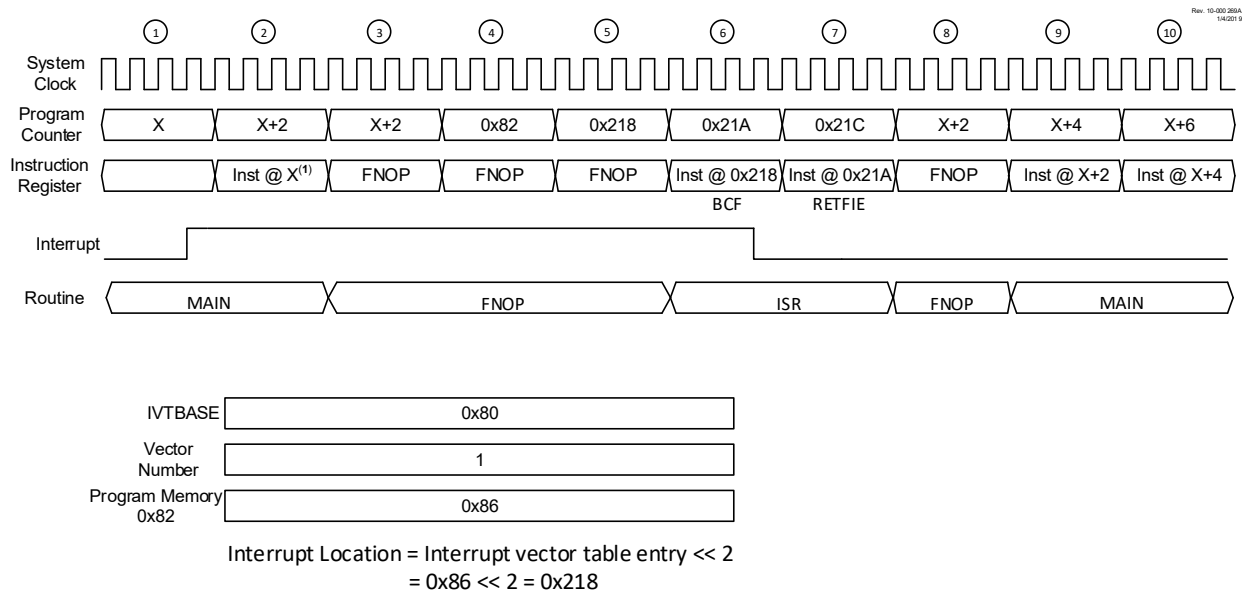 Rev. 10-000 269A
1/4/201 9
1 2 3 4 5 6 7 8 9 10
System
Clock
Program
Counter
X X+2 X+2 0x82 0x218 0x21A 0x21C X+2 X+4 X+6
Instruction
Register
Inst @ X(1) FNOP FNOP FNOP Inst @ 0x218 Inst @ 0x21A FNOP Inst @ X+2 Inst @ X+4
BCF RETFIE
Interrupt
Routine MAIN FNOP ISR FNOP MAIN
IVTBASE 0x80
Vector
Number
1
Program Memory
0x82
0x86
Interrupt Location = Interrupt vector table entry << 2
= 0x86 << 2 = 0x218